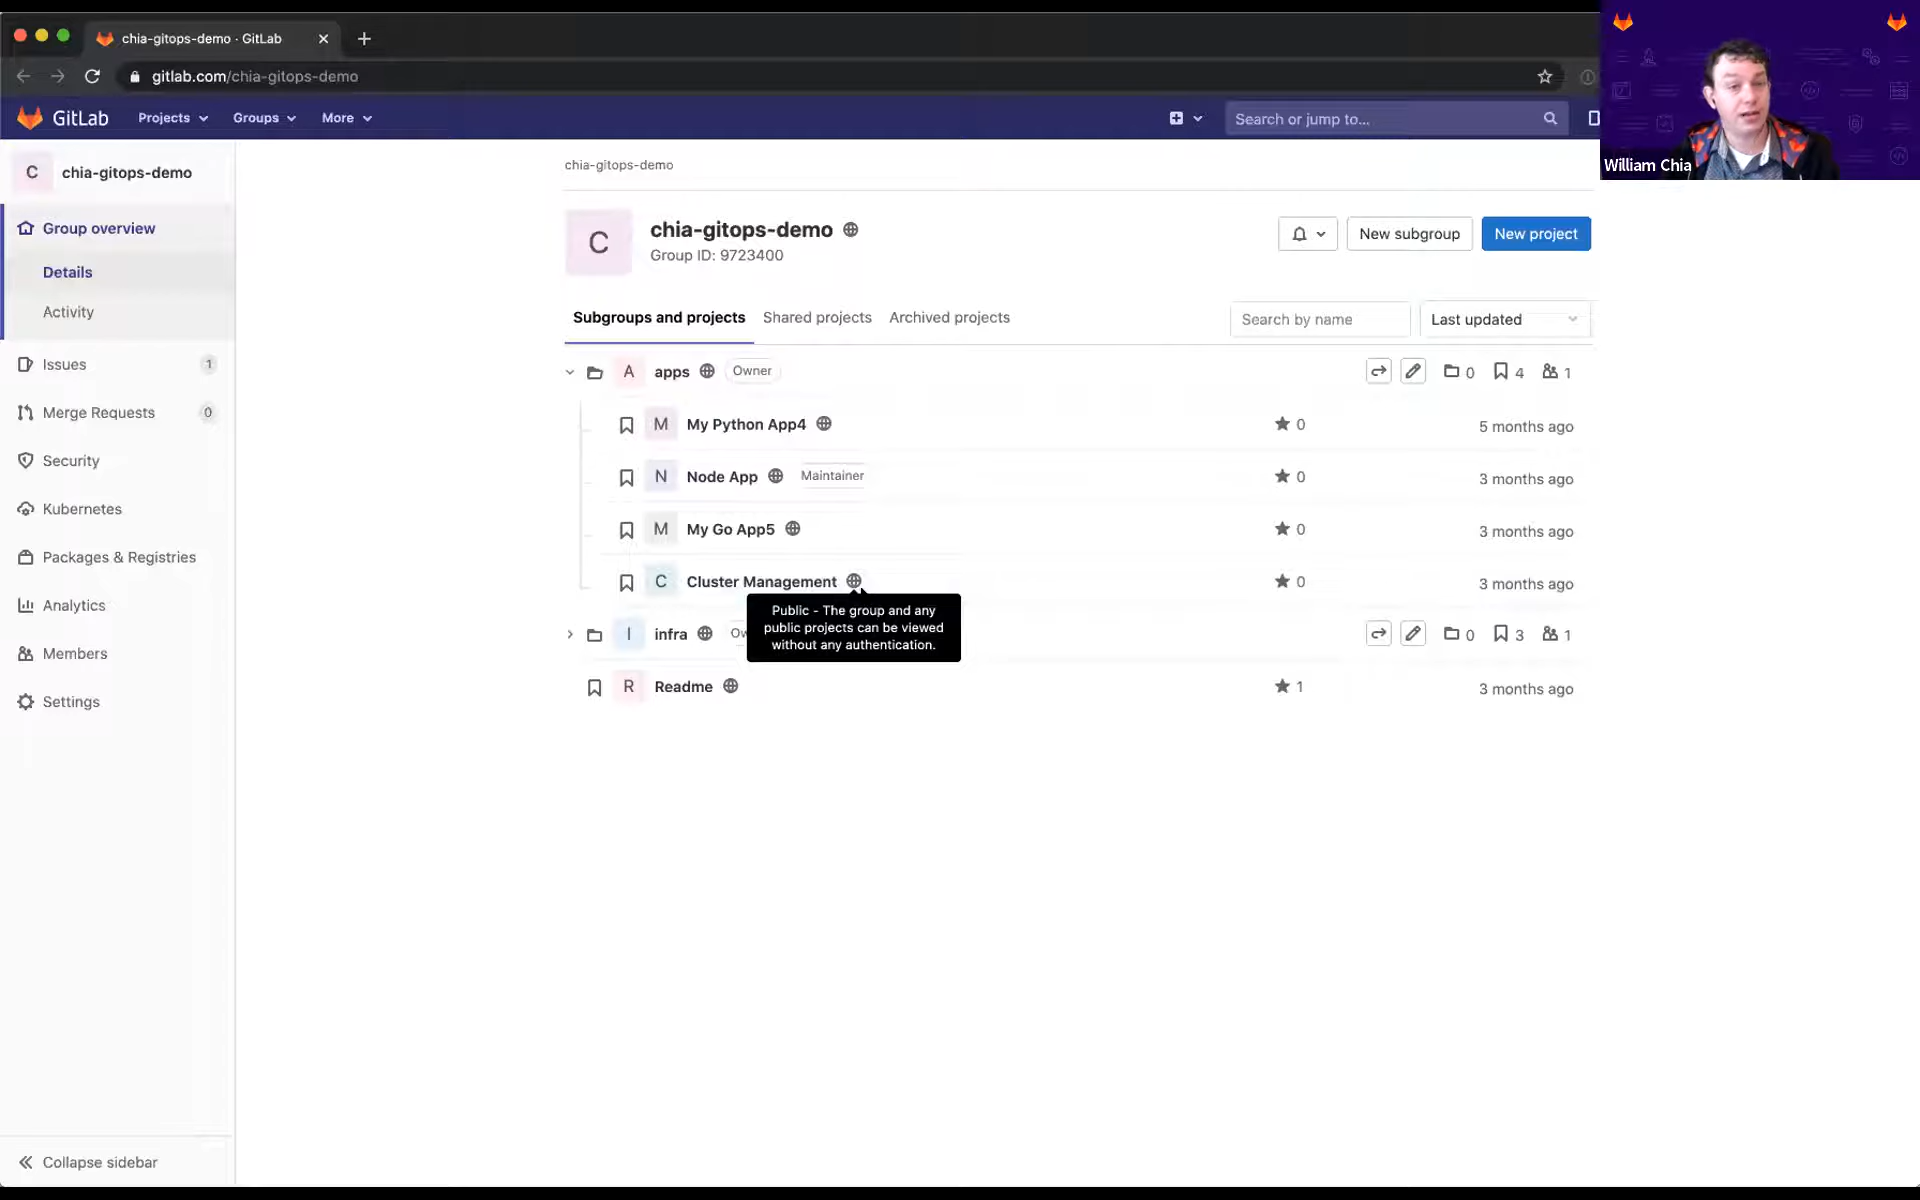 chia-gitops-demo · GitLab
gitlab.com/chia-gitops-demo
GitLab
Projects
Groups
More
Search or jump to...
William Chia
C
chia-gitops-demo
Group overview
Details
Activity
Issues
1
Merge Requests
0
Security
Kubernetes
Packages & Registries
Analytics
Members
Settings
Collapse sidebar
chia-gitops-demo
C
chia-gitops-demo
Group ID: 9723400
New subgroup
New project
Subgroups and projects
Shared projects
Archived projects
Search by name
Last updated
A
apps
Owner
0
4
1
M
My Python App4
0
5 months ago
N
Node App
Maintainer
0
3 months ago
M
My Go App5
0
3 months ago
C
Cluster Management
0
3 months ago
Public - The group and any
public projects can be viewed
without any authentication.
I
infra
0
3
1
R
Readme
1
3 months ago